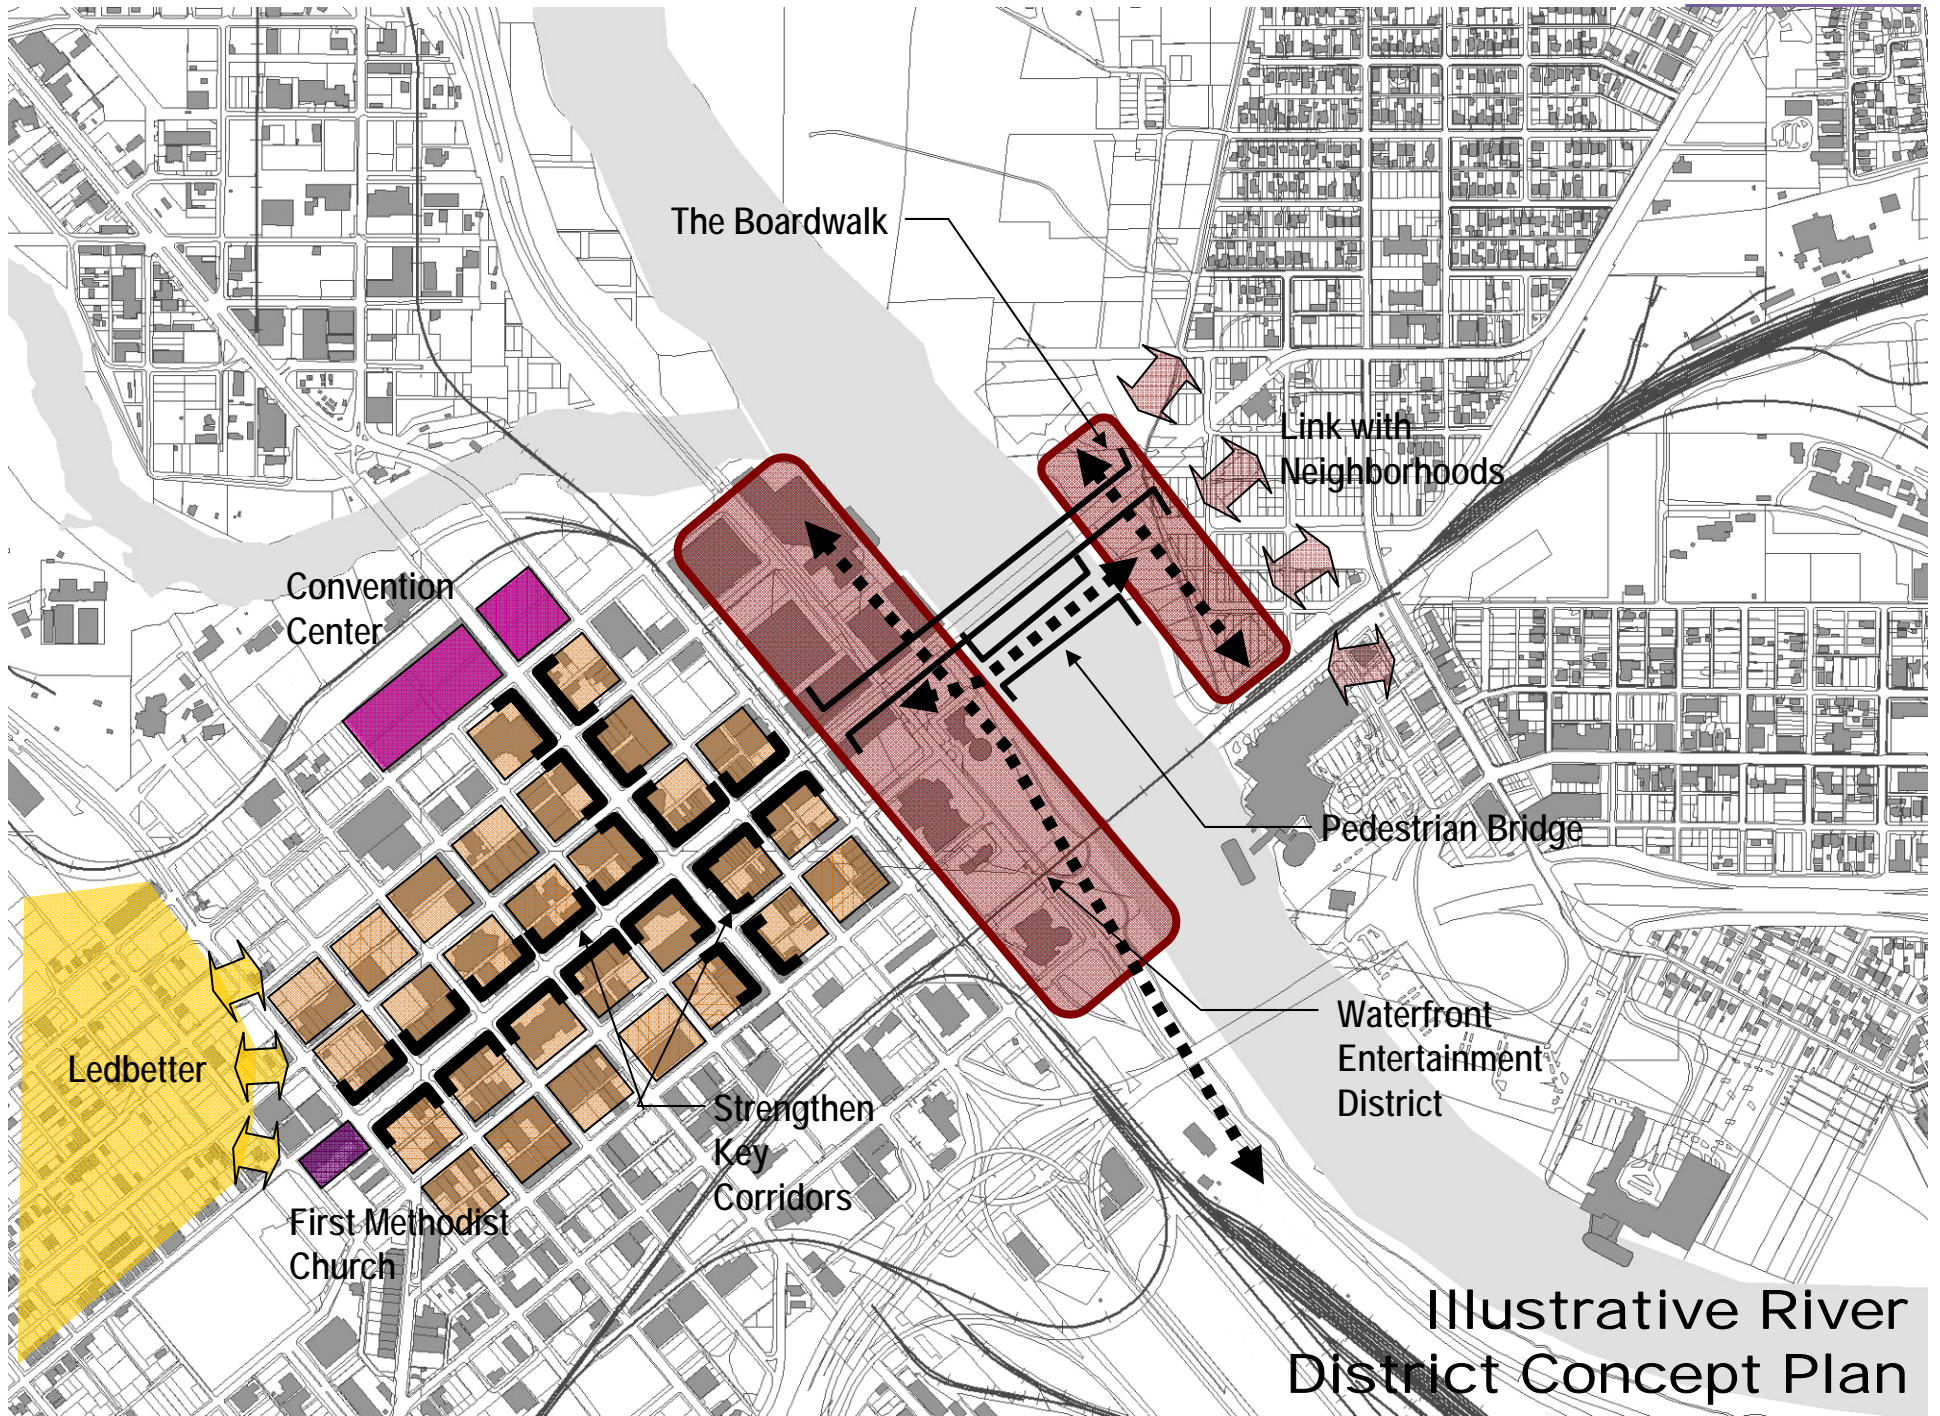 The Boardwalk
Link with
Neighborhoods
Convention
Center
Pedestrian Bridge
Waterfront
Entertainment
District
Ledbetter
Strengthen
Key
Corridors
First Methodist
Church
Illustrative River
District Concept Plan